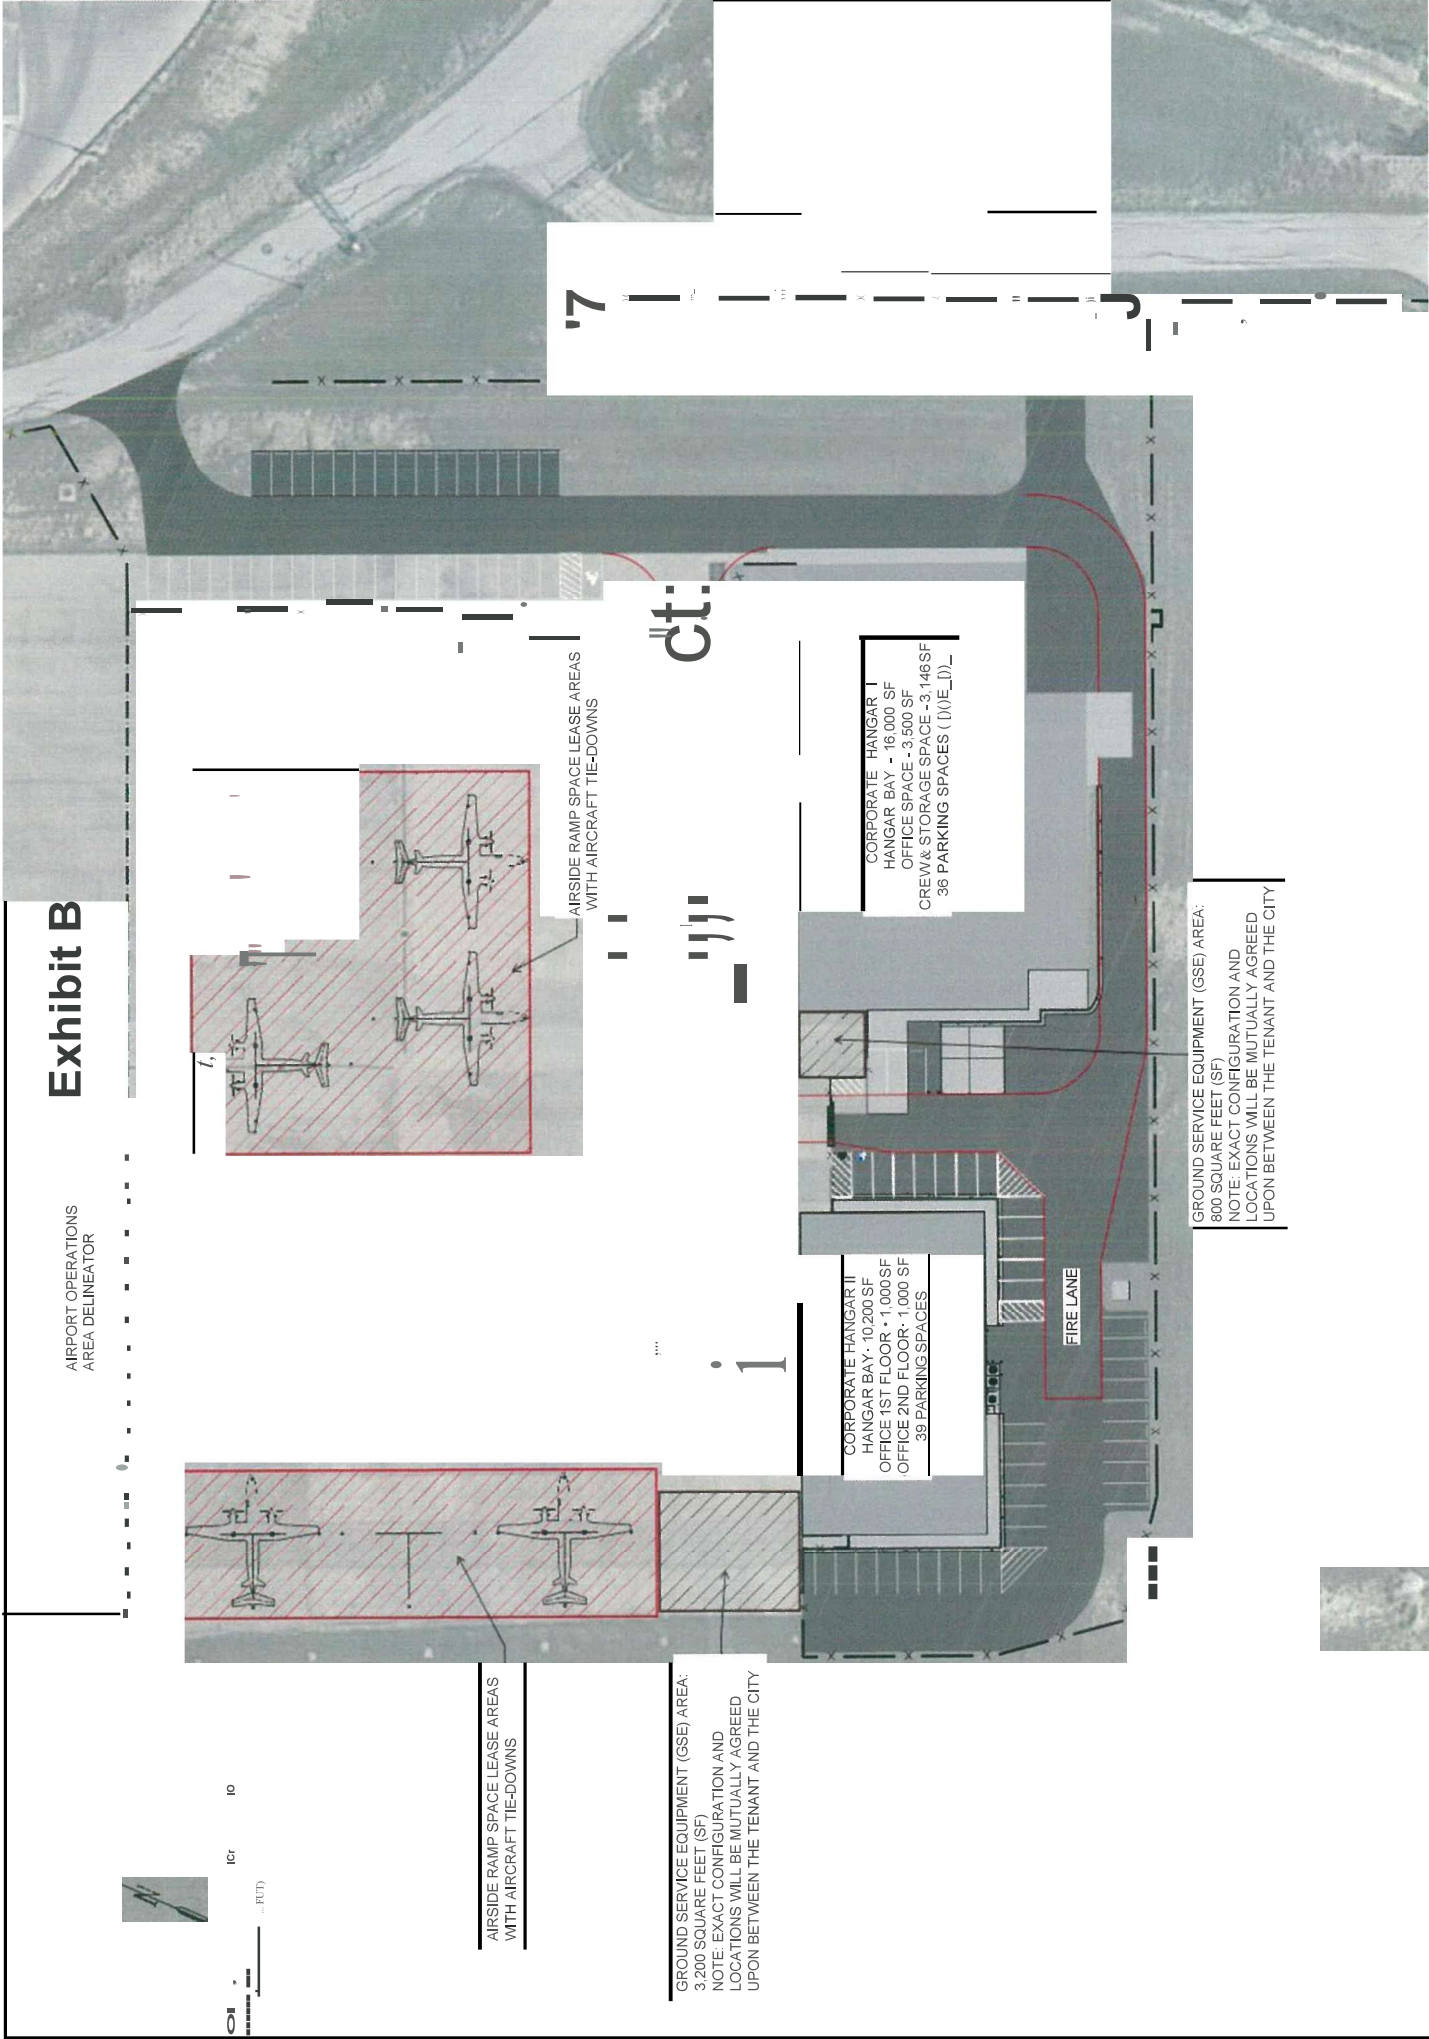 Exhibit B
AIRPORT OPERATIONS
AREA DELINEATOR
AIRSIDE RAMP SPACE LEASE AREAS
WITH AIRCRAFT TIE-DOWNS
CORPORATE HANGAR I
HANGAR BAY - 16,000 SF
OFFICE SPACE - 3,500 SF
CREW & STORAGE SPACE - 3,146 SF
36 PARKING SPACES
GROUND SERVICE EQUIPMENT (GSE) AREA:
800 SQUARE FEET (SF)
NOTE: EXACT CONFIGURATION AND
LOCATIONS WILL BE MUTUALLY AGREED
UPON BETWEEN THE TENANT AND THE CITY
CORPORATE HANGAR II
HANGAR BAY · 10,200 SF
OFFICE 1ST FLOOR • 1,000 SF
OFFICE 2ND FLOOR · 1,000 SF
39 PARKING SPACES
FIRE LANE
AIRSIDE RAMP SPACE LEASE AREAS
WITH AIRCRAFT TIE-DOWNS
GROUND SERVICE EQUIPMENT (GSE) AREA:
3,200 SQUARE FEET (SF)
NOTE: EXACT CONFIGURATION AND
LOCATIONS WILL BE MUTUALLY AGREED
UPON BETWEEN THE TENANT AND THE CITY